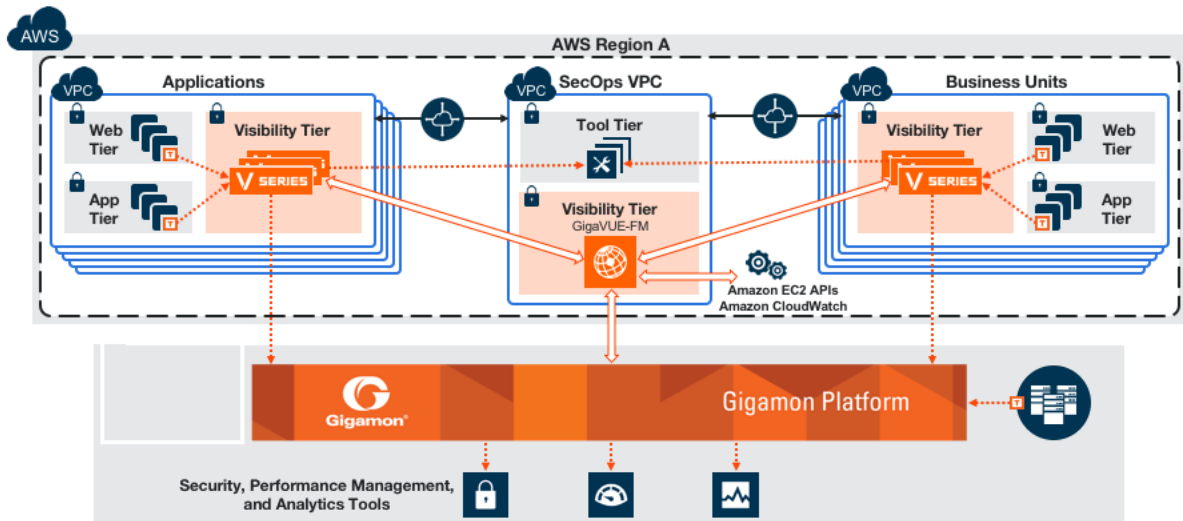 AWS
AWS Region A
VPC
Applications
VPC
SecOps VPC
VPC
Business Units
Web
Tier
Visibility Tier
V SERIES
App
Tier
T
T
Tool Tier
Visibility Tier
GigaVUE-FM
Amazon EC2 APIs
Amazon CloudWatch
Visibility Tier
V SERIES
Web
Tier
App
Tier
T
T
Gigamon®
Gigamon Platform
T
Security, Performance Management,
and Analytics Tools